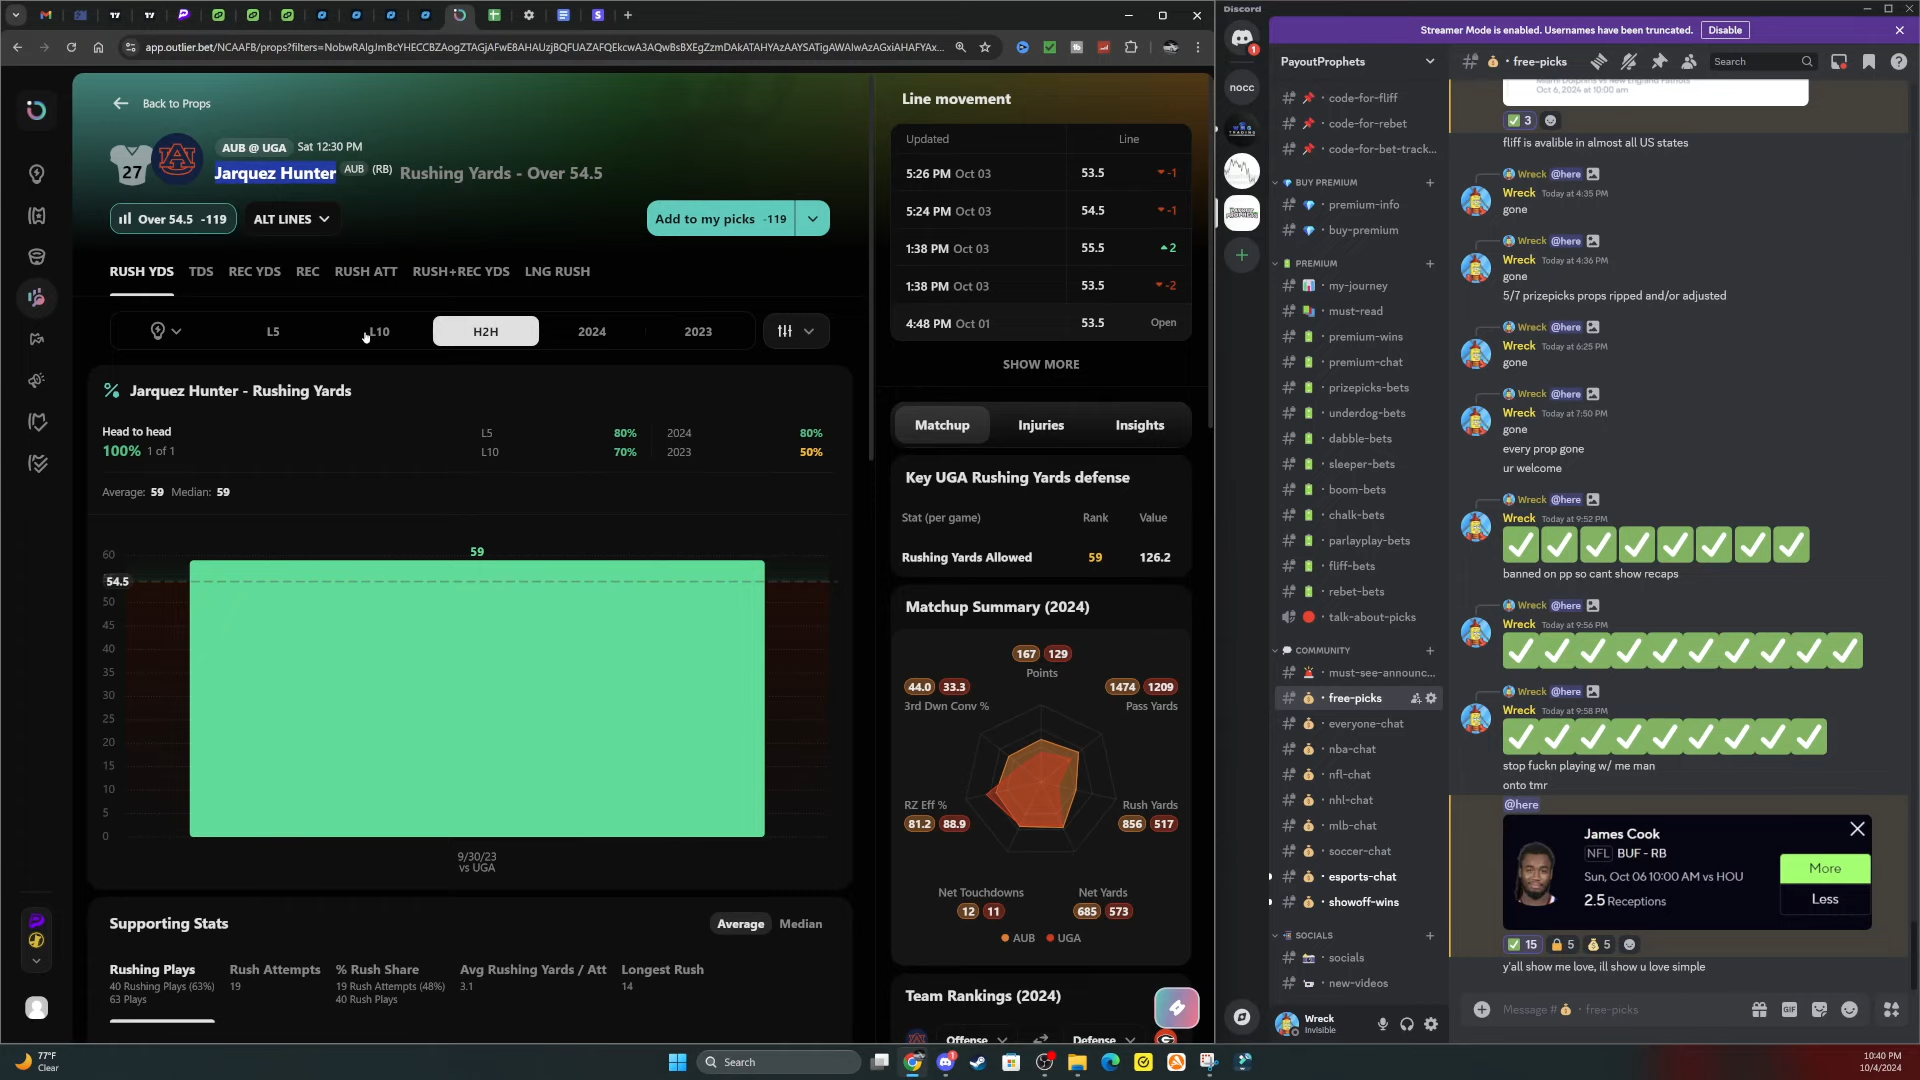 app.outlier.bet/NCAAFB/props?filters=NobwRAlgJmBcYHECCBZAogZTAGjAFwE8AHAUzjBQFUAZAFQEkcwA3AQwBsBXEgZzmDAkATAHYAzAAYSATigAWAIwAzAGxiAHAFYAx...
Back to Props
27
AUB @ UGA Sat 12:30 PM
Jarquez Hunter AUB (RB) Rushing Yards - Over 54.5
Over 54.5 -119
ALT LINES
Add to my picks -119
RUSH YDS TDS REC YDS REC RUSH ATT RUSH+REC YDS LNG RUSH
L5 L10 H2H 2024 2023
Jarquez Hunter - Rushing Yards
Head to head
100% 1 of 1
L5 80% 2024 80%
L10 70% 2023 50%
Average: 59 Median: 59
59
60
54.5
50
45
40
35
30
25
20
15
10
5
0
9/30/23
vs UGA
Supporting Stats
Average Median
Rushing Plays
40 Rushing Plays (63%)
63 Plays
Rush Attempts
19
% Rush Share
19 Rush Attempts (48%)
40 Rush Plays
Avg Rushing Yards / Att
3.1
Longest Rush
14
Line movement
Updated Line
5:26 PM Oct 03 53.5 -1
5:24 PM Oct 03 54.5 -1
1:38 PM Oct 03 55.5 2
1:38 PM Oct 03 53.5 -2
4:48 PM Oct 01 53.5 Open
SHOW MORE
Matchup Injuries Insights
Key UGA Rushing Yards defense
Stat (per game) Rank Value
Rushing Yards Allowed 59 126.2
Matchup Summary (2024)
167 129
Points
44.0 33.3
3rd Dwn Conv %
1474 1209
Pass Yards
RZ Eff %
81.2 88.9
Rush Yards
856 517
Net Touchdowns
12 11
Net Yards
685 573
AUB UGA
Team Rankings (2024)
Offense Defense
Discord
Streamer Mode is enabled. Usernames have been truncated. Disable
nocc
PayoutProphets
code-for-fliff
code-for-rebet
code-for-bet-track...
BUY PREMIUM
premium-info
buy-premium
PREMIUM
my-journey
must-read
premium-wins
premium-chat
prizepicks-bets
underdog-bets
dabble-bets
sleeper-bets
boom-bets
chalk-bets
parlayplay-bets
fliff-bets
rebet-bets
talk-about-picks
COMMUNITY
must-see-announc...
free-picks
everyone-chat
nba-chat
nfl-chat
nhl-chat
mlb-chat
soccer-chat
esports-chat
showoff-wins
SOCIALS
socials
new-videos
Wreck
Invisible
free-picks
Search
Miami Dolphins vs New England Patriots
Oct 6, 2024 at 10:00 am
3
fliff is avalible in almost all US states
Wreck @here
Wreck Today at 4:35 PM
gone
Wreck @here
Wreck Today at 4:36 PM
gone
5/7 prizepicks props ripped and/or adjusted
Wreck @here
Wreck Today at 6:25 PM
gone
Wreck @here
Wreck Today at 7:50 PM
gone
every prop gone
ur welcome
Wreck @here
Wreck Today at 9:52 PM
banned on pp so cant show recaps
Wreck @here
Wreck Today at 9:56 PM
Wreck @here
Wreck Today at 9:58 PM
stop fuckn playing w/ me man
onto tmr
@here
James Cook
NFL BUF - RB
Sun, Oct 06 10:00 AM vs HOU
2.5 Receptions
More
Less
15 5 5
y'all show me love, ill show u love simple
Message # free-picks
GIF
77°F
Clear
Search
10:40 PM
10/4/2024